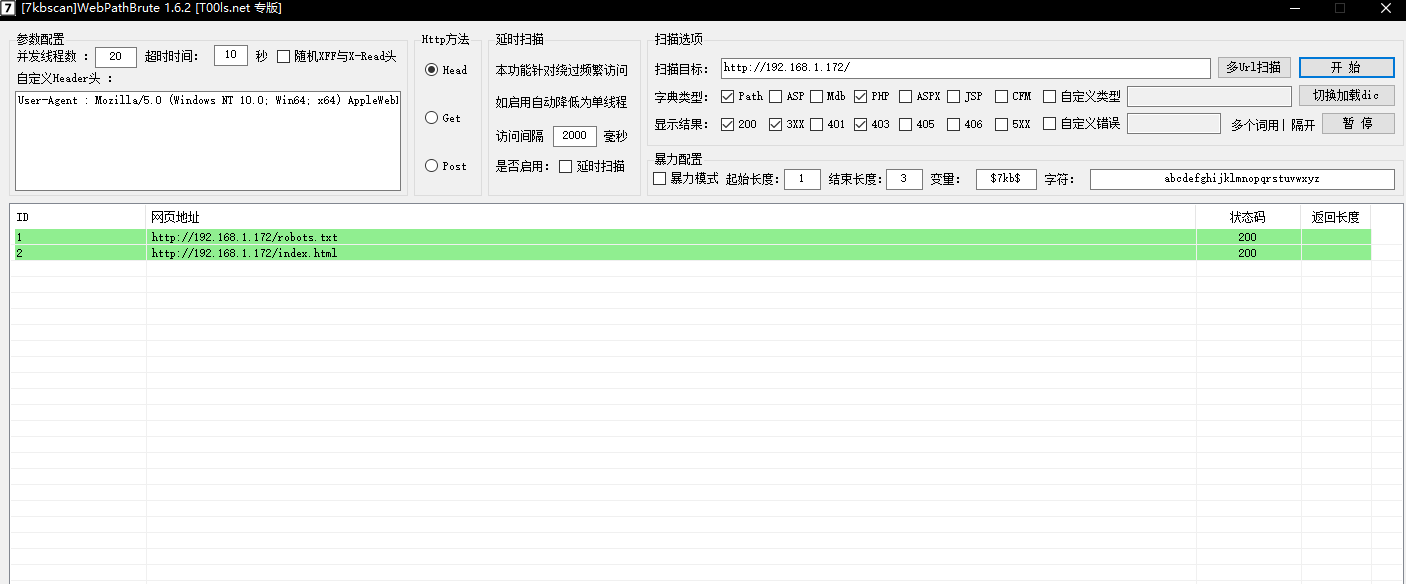 7 [7kbscan]WebPathBrute 1.6.2 [T00ls.net 专版]
参数配置
并发线程数 : 20 超时时间: 10 秒 随机XFF与X-Read头
自定义Header头 :
User-Agent : Mozilla/5.0 (Windows NT 10.0; Win64; x64) AppleWebK
Http方法
Head
Get
Post
延时扫描
本功能针对绕过频繁访问
如启用自动降低为单线程
访问间隔 2000 毫秒
是否启用: 延时扫描
扫描选项
扫描目标: http://192.168.1.172/ 多Url扫描 开 始
字典类型: Path ASP Mdb PHP ASPX JSP CFM 自定义类型 切换加载dic
显示结果: 200 3XX 401 403 405 406 5XX 自定义错误 多个词用| 隔开 暂 停
暴力配置
暴力模式 起始长度: 1 结束长度: 3 变量: $7kb$ 字符: abcdefghijklmnopqrstuvwxyz
ID 网页地址 状态码 返回长度
1 http://192.168.1.172/robots.txt 200
2 http://192.168.1.172/index.html 200